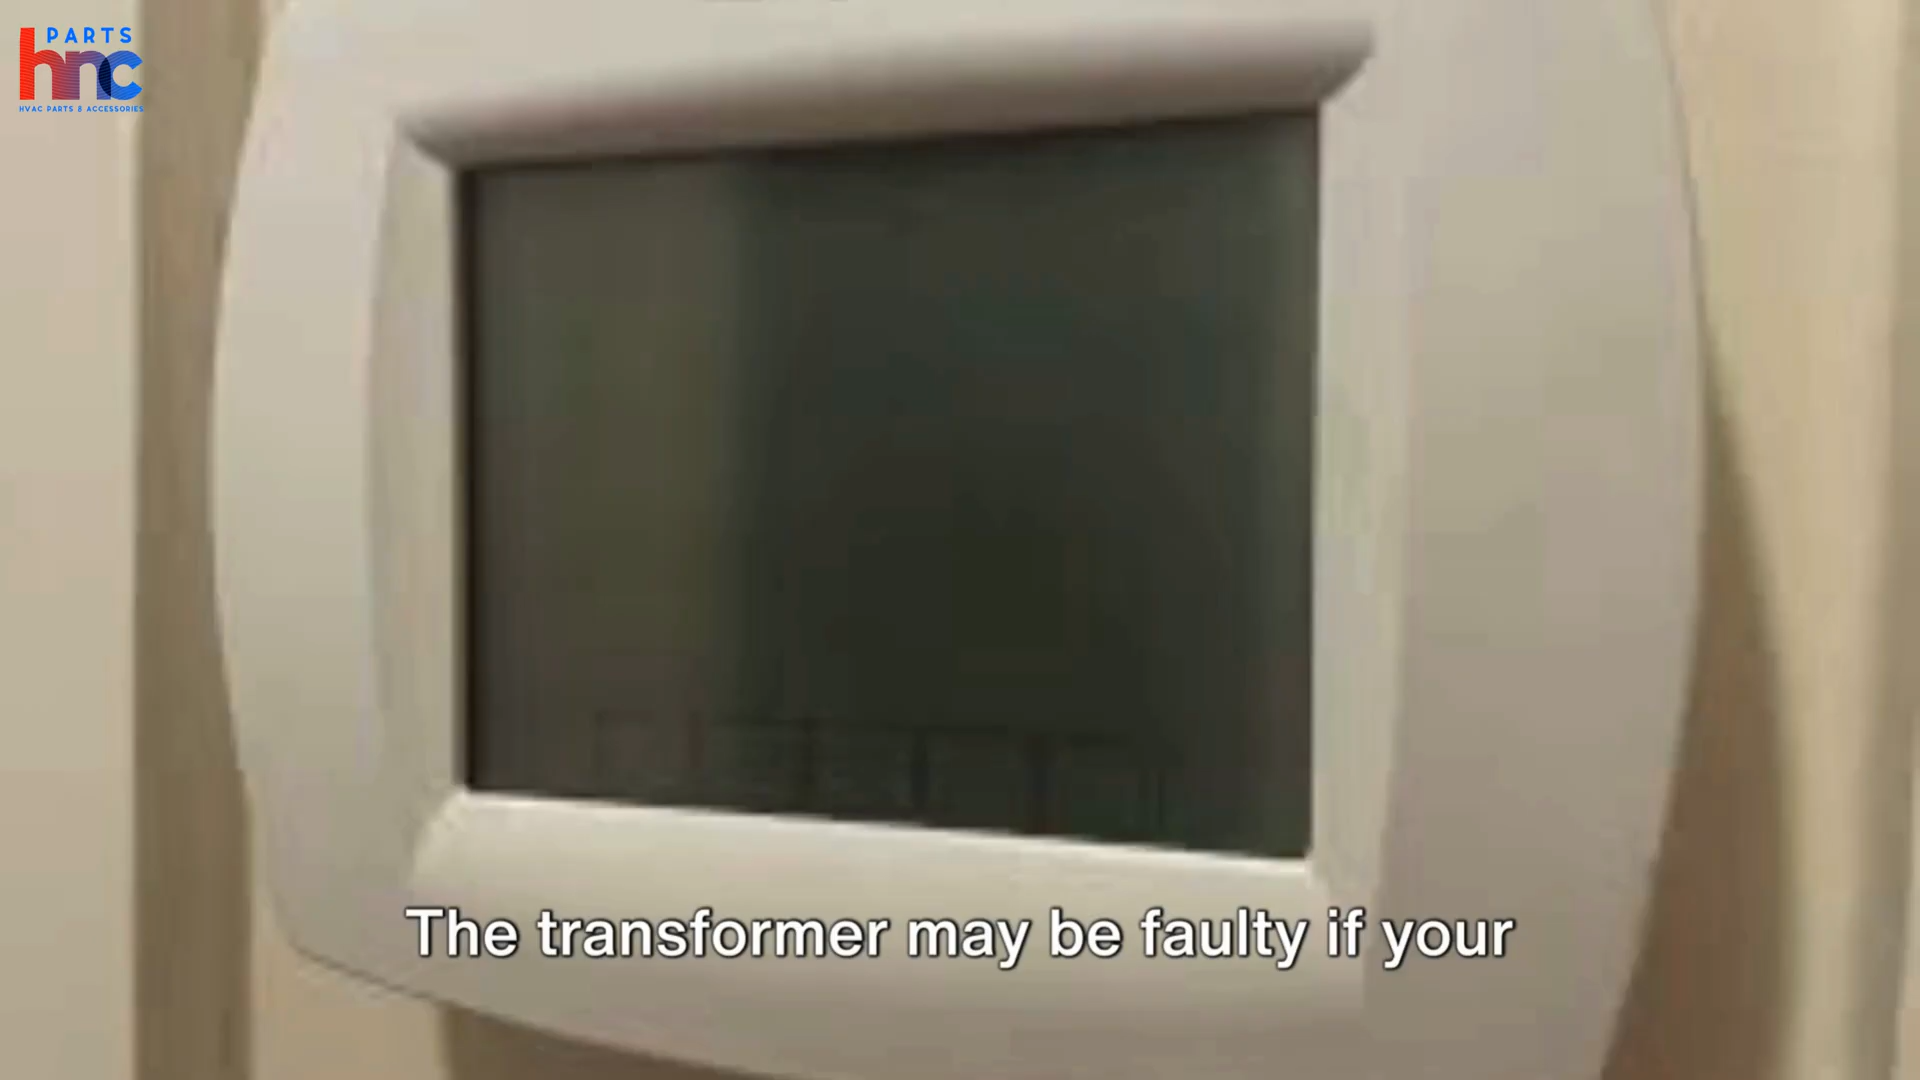 PARTS
hnc
HVAC PARTS & ACCESSORIES
The transformer may be faulty if your